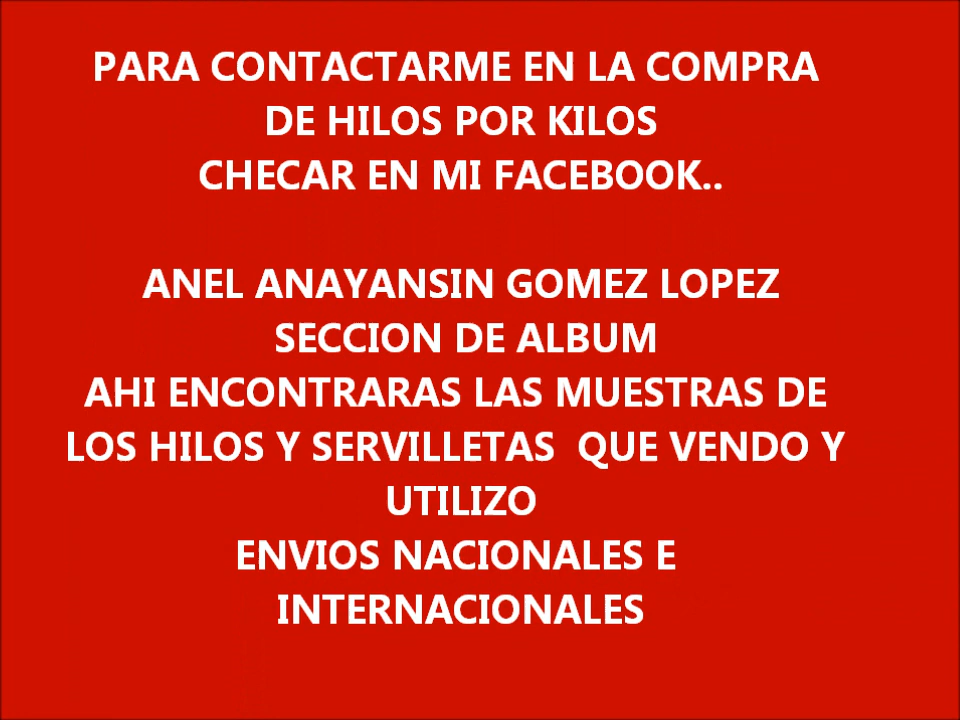 PARA CONTACTARME EN LA COMPRA
DE HILOS POR KILOS
CHECAR EN MI FACEBOOK..
ANEL ANAYANSIN GOMEZ LOPEZ
SECCION DE ALBUM
AHI ENCONTRARAS LAS MUESTRAS DE
LOS HILOS Y SERVILLETAS  QUE VENDO Y
UTILIZO
ENVIOS NACIONALES E
INTERNACIONALES